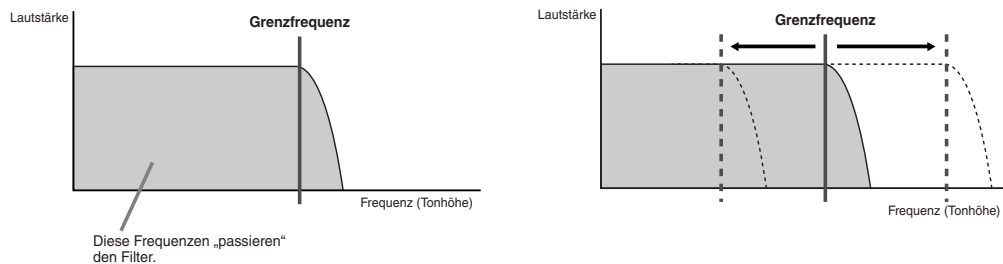 Lautstärke
Grenzfrequenz
Frequenz (Tonhöhe)
Diese Frequenzen „passieren“
den Filter.
Lautstärke
Grenzfrequenz
Frequenz (Tonhöhe)